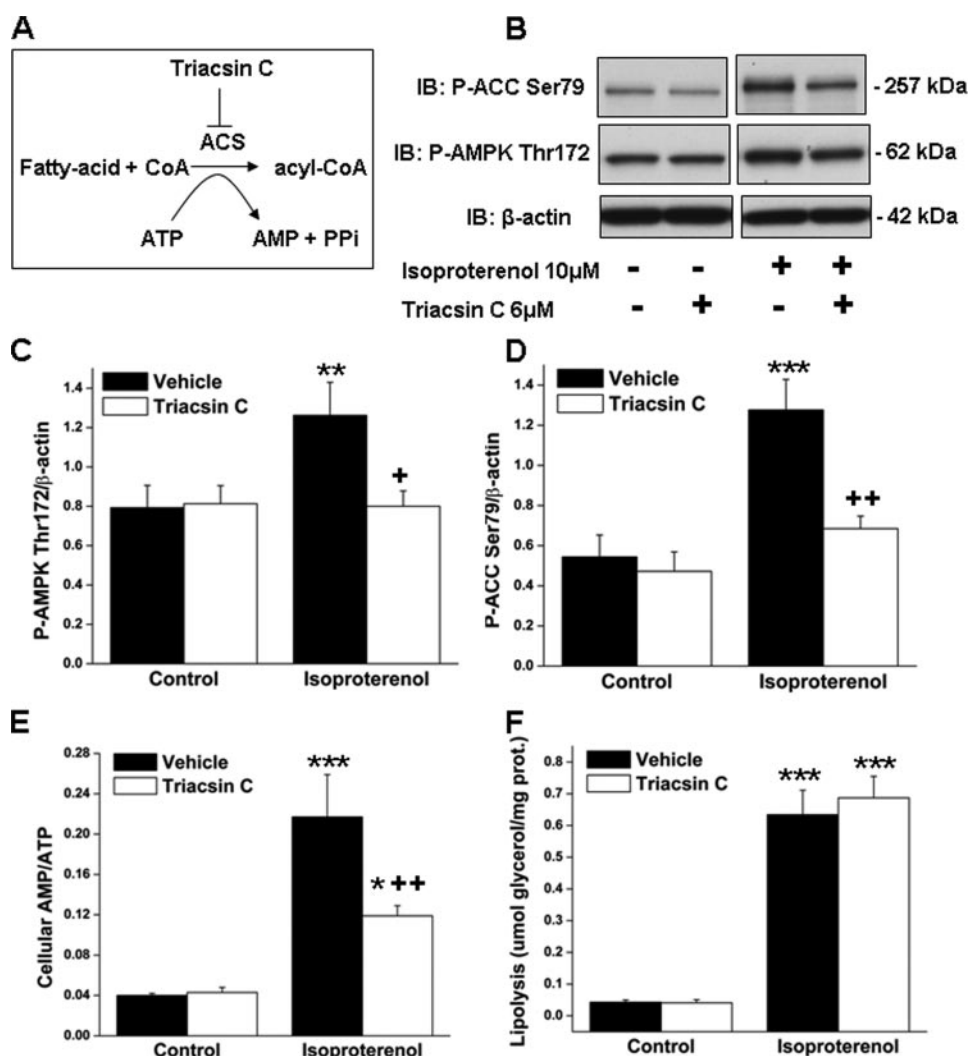 A
Triacsin C
ACS
Fatty-acid + CoA acyl-CoA
ATP AMP + PPi
B
IB: P-ACC Ser79 - 257 kDa
IB: P-AMPK Thr172 - 62 kDa
IB: β-actin - 42 kDa
Isoproterenol 10µM - - + +
Triacsin C 6µM - + - +
C
P-AMPK Thr172/β-actin
1.4
1.2
1.0
0.8
0.6
0.4
0.2
0.0
Vehicle
Triacsin C
**
+
Control Isoproterenol
D
P-ACC Ser79/β-actin
1.4
1.2
1.0
0.8
0.6
0.4
0.2
0.0
Vehicle
Triacsin C
***
++
Control Isoproterenol
E
Cellular AMP/ATP
0.28
0.24
0.20
0.16
0.12
0.08
0.04
0.00
Vehicle
Triacsin C
***
* ++
Control Isoproterenol
F
Lipolysis (umol glycerol/mg prot.)
0.8
0.7
0.6
0.5
0.4
0.3
0.2
0.1
0.0
Vehicle
Triacsin C
***
***
Control Isoproterenol